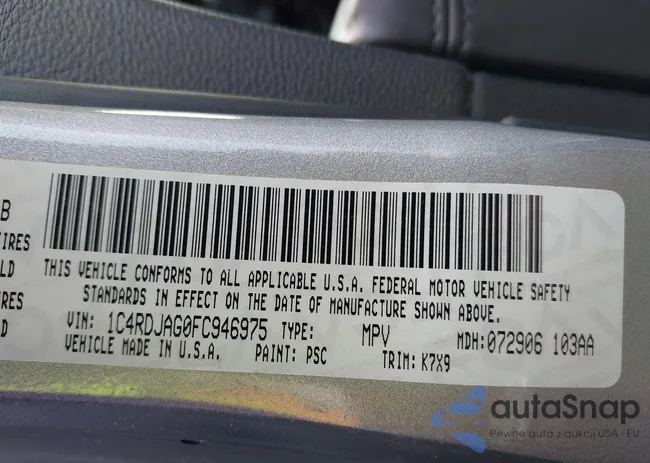 B
IRES
LD
IRES
LD
THIS VEHICLE CONFORMS TO ALL APPLICABLE U.S.A. FEDERAL MOTOR VEHICLE SAFETY
STANDARDS IN EFFECT ON THE DATE OF MANUFACTURE SHOWN ABOVE.
VIN: 1C4RDJAG0FC946975 TYPE: MPV MDH:072906 103AA
VEHICLE MADE IN U.S.A. PAINT: PSC TRIM: K7X9
autaSnap
Pewne auta z aukcji USA - EU